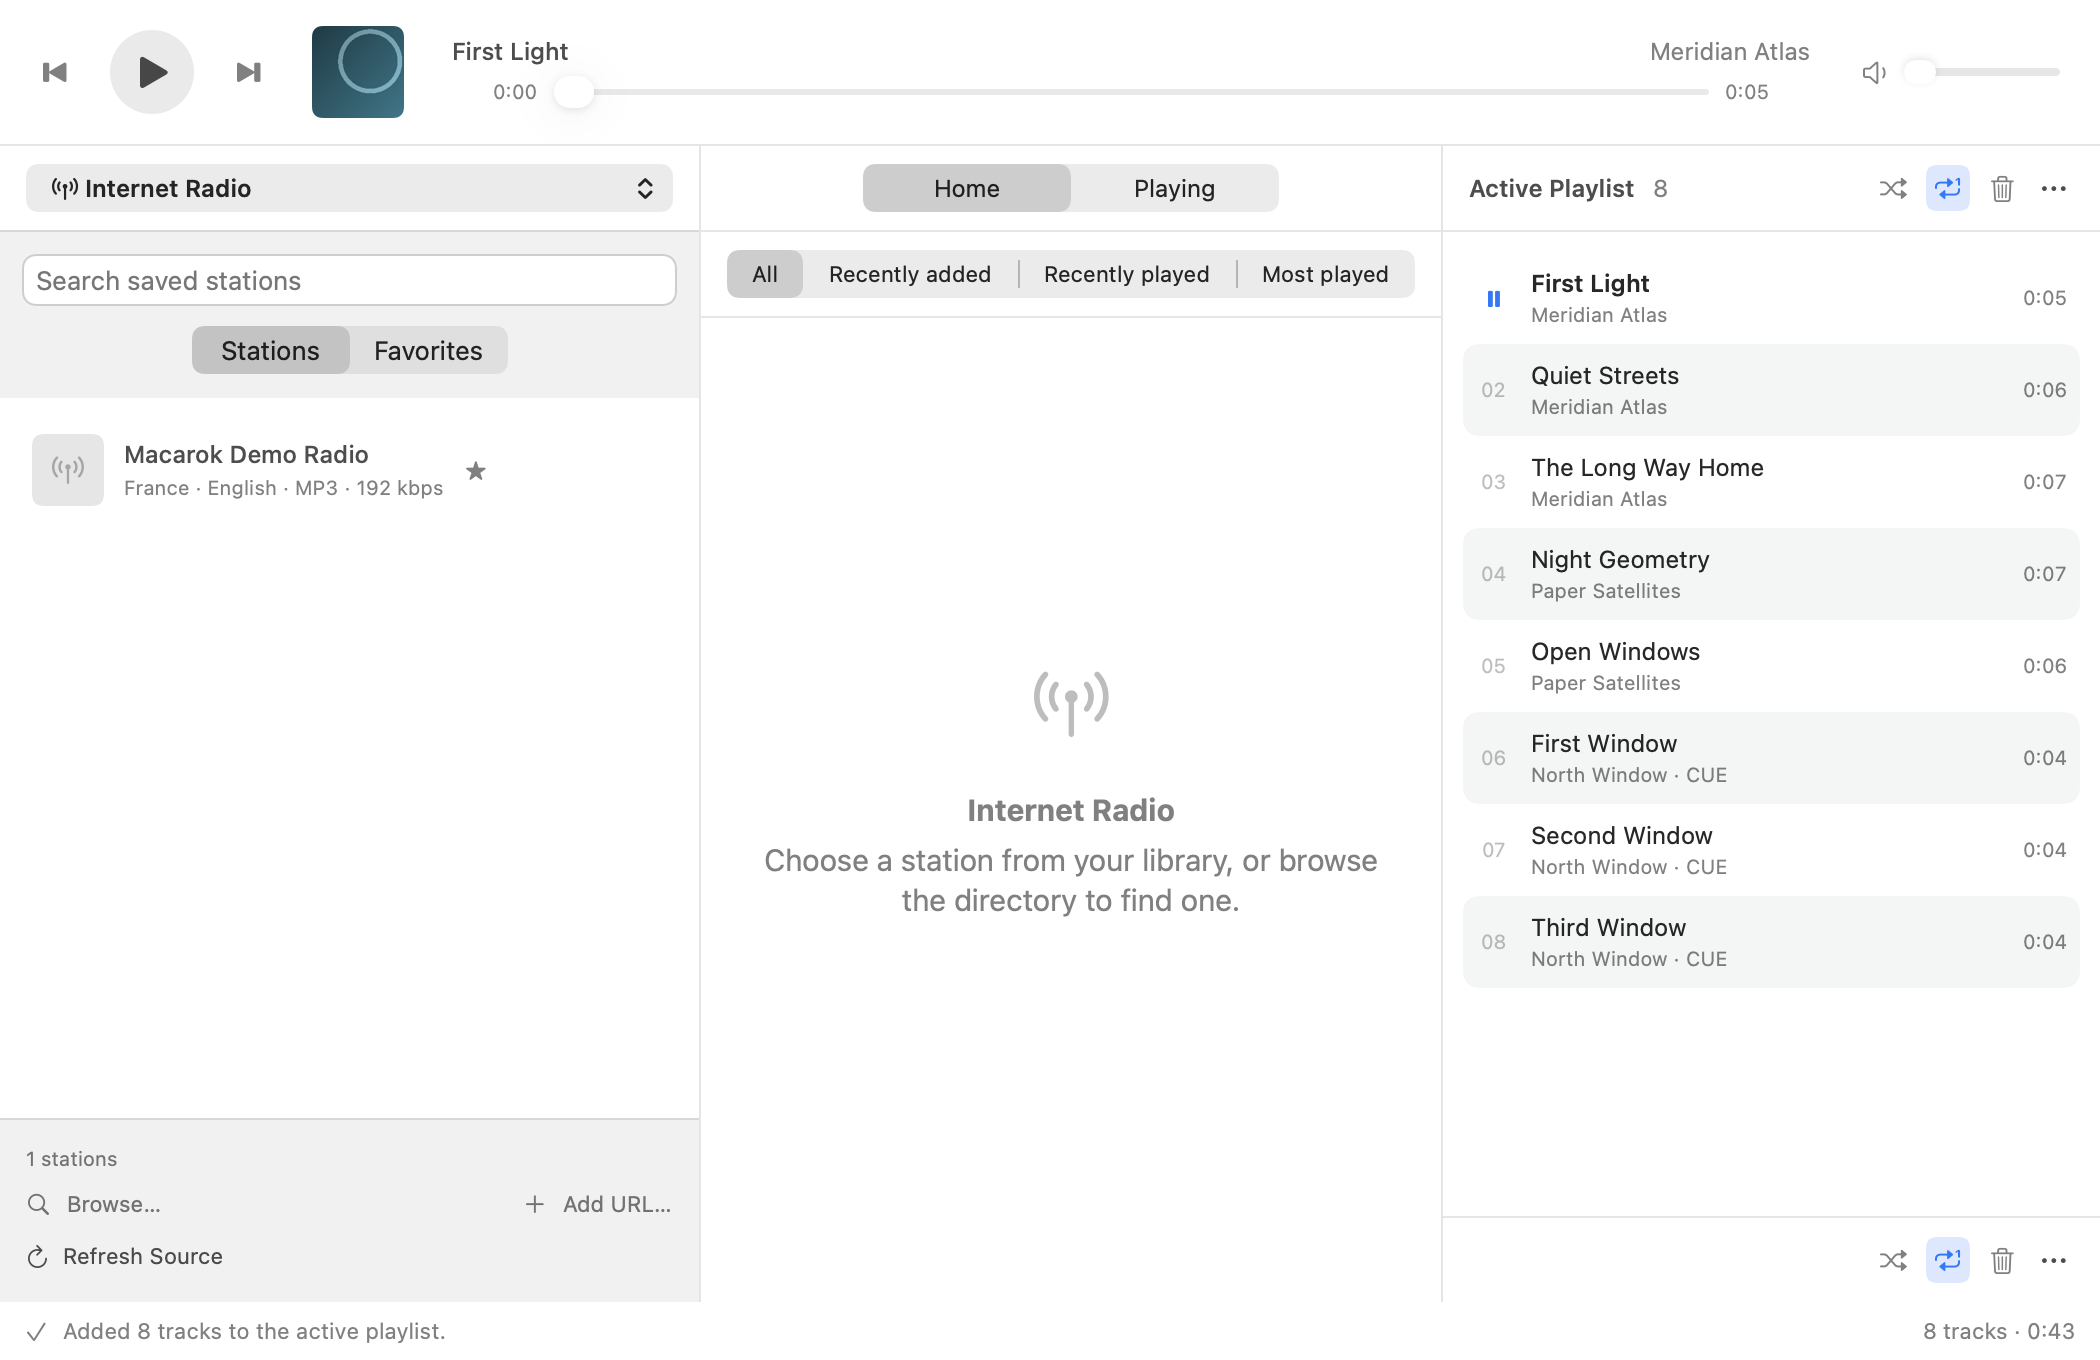 First Light
Meridian Atlas
0:00
0:05
Internet Radio
Search saved stations
Stations
Favorites
Macarok Demo Radio
France · English · MP3 · 192 kbps
1 stations
Browse...
Add URL...
Refresh Source
Home
Playing
All
Recently added
Recently played
Most played
Internet Radio
Choose a station from your library, or browse
the directory to find one.
Active Playlist 8
First Light
Meridian Atlas
0:05
02
Quiet Streets
Meridian Atlas
0:06
03
The Long Way Home
Meridian Atlas
0:07
04
Night Geometry
Paper Satellites
0:07
05
Open Windows
Paper Satellites
0:06
06
First Window
North Window · CUE
0:04
07
Second Window
North Window · CUE
0:04
08
Third Window
North Window · CUE
0:04
Added 8 tracks to the active playlist.
8 tracks · 0:43